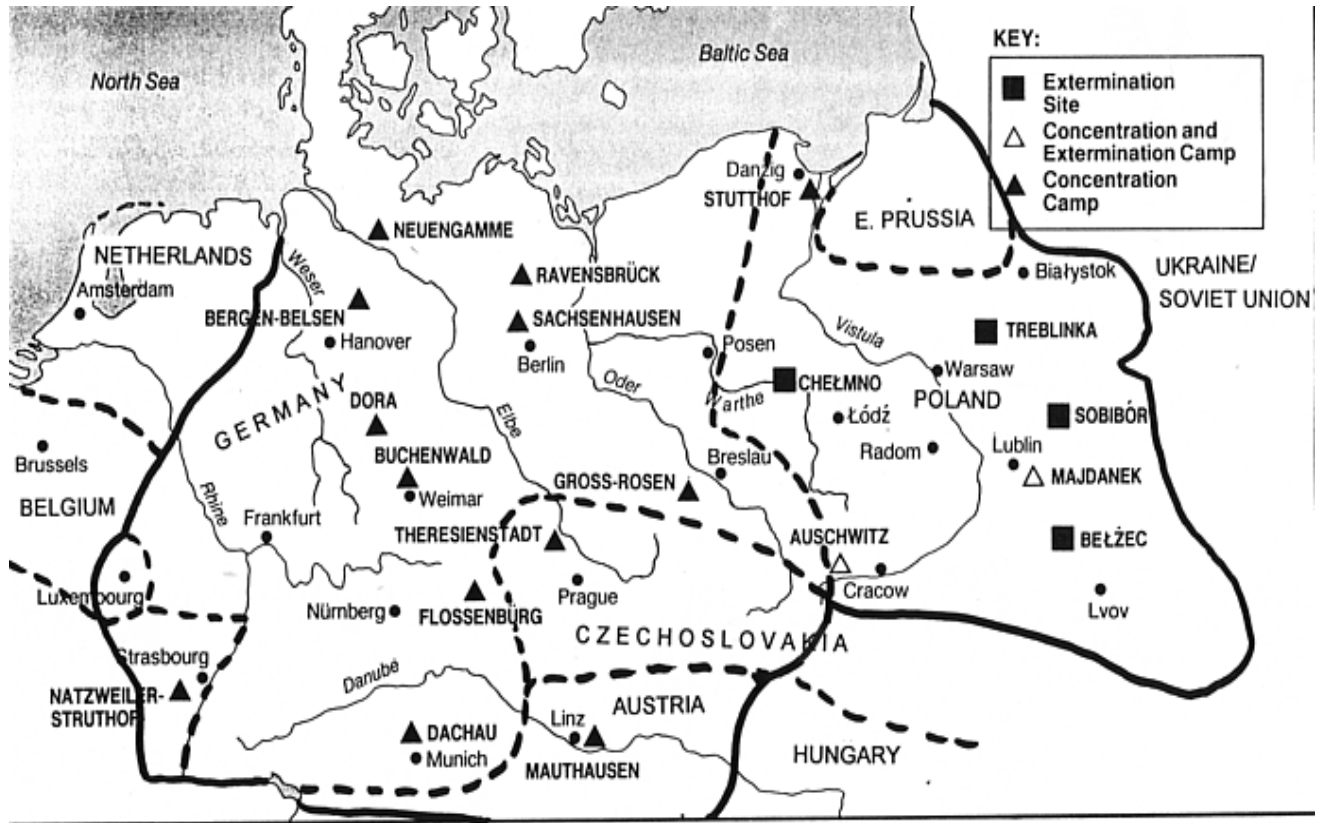 North Sea
Baltic Sea
KEY:
Extermination
Site
Concentration and
Extermination Camp
Concentration
Camp
Danzig
STUTTHOF
E. PRUSSIA
NEUENGAMME
NETHERLANDS
Amsterdam
Weser
RAVENSBRÜCK
Białystok
UKRAINE/
SOVIET UNION
BERGEN-BELSEN
Hanover
SACHSENHAUSEN
Berlin
Posen
Vistula
TREBLINKA
Warsaw
Oder
CHEŁMNO
Warthe
POLAND
GERMANY
DORA
Elbe
Łódź
SOBIBÓR
Brussels
BUCHENWALD
Weimar
Breslau
Radom
Lublin
MAJDANEK
BELGIUM
Rhine
Frankfurt
GROSS-ROSEN
THERESIENSTADT
AUSCHWITZ
BEŁŻEC
Luxembourg
Nürnberg
FLOSSENBÜRG
Prague
Cracow
Lvov
CZECHOSLOVAKIA
Strasbourg
NATZWEILER-
STRUTHOF
Danube
DACHAU
Munich
Linz
MAUTHAUSEN
AUSTRIA
HUNGARY